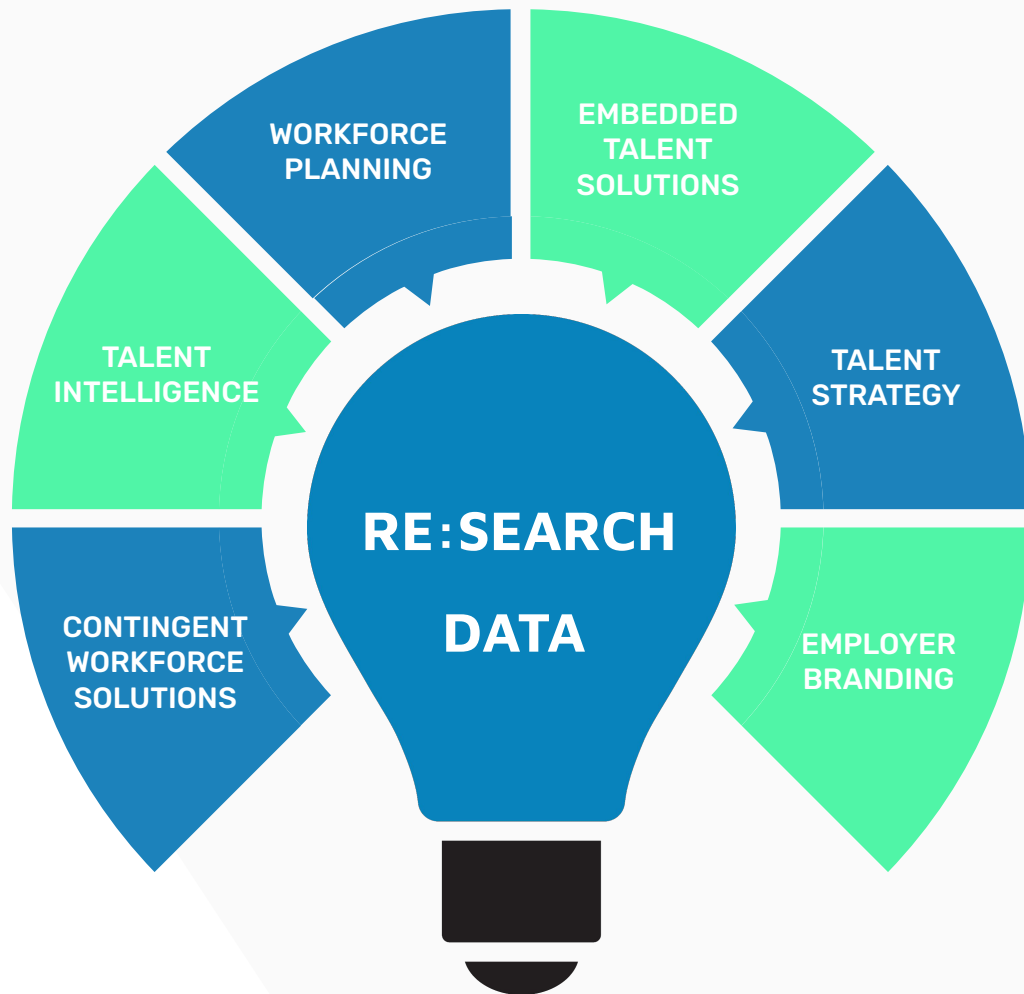 WORKFORCE
PLANNING
EMBEDDED
TALENT
SOLUTIONS
TALENT
INTELLIGENCE
TALENT
STRATEGY
RE:SEARCH
DATA
CONTINGENT
WORKFORCE
SOLUTIONS
EMPLOYER
BRANDING